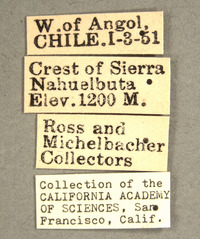 W. of Angol,
CHILE. I-3-51
Crest of Sierra
Nahuelbuta
Elev. 1200 M.
Ross and
Michelbacher
Collectors
Collection of the
CALIFORNIA ACADEMY
OF SCIENCES, San
Francisco, Calif.